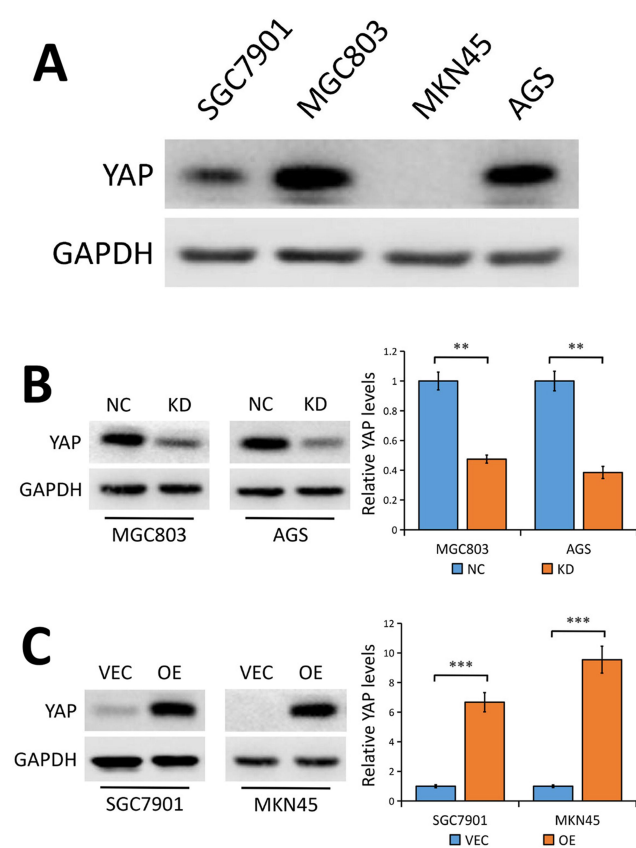 A
SGC7901 MGC803 MKN45 AGS
YAP
GAPDH
B
NC KD NC KD
YAP
GAPDH
MGC803 AGS
Relative YAP levels
1.2
1
0.8
0.6
0.4
0.2
0
** **
MGC803 AGS
NC KD
C
VEC OE VEC OE
YAP
GAPDH
SGC7901 MKN45
Relative YAP levels
12
10
8
6
4
2
0
*** ***
SGC7901 MKN45
VEC OE